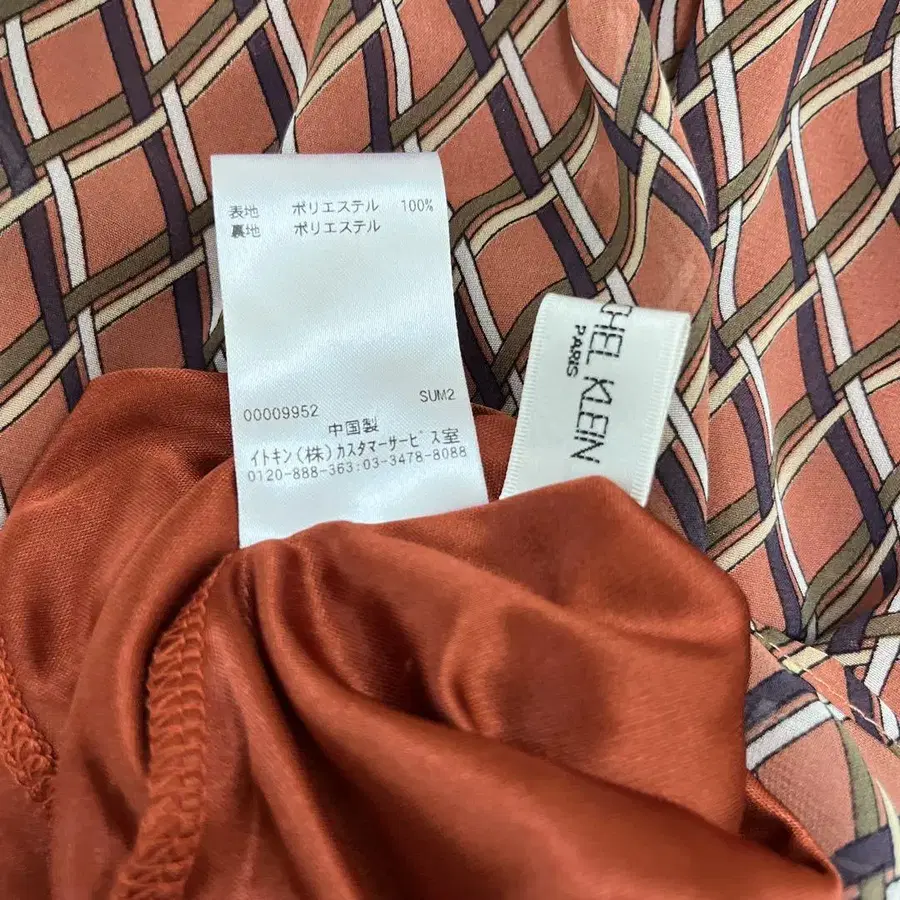 表地 ポリエステル 100%
裏地 ポリエステル
00009952 SUM2
中国製
イトキン(株)カスタマーサービス室
0120-888-363:03-3478-8088
CHEL KLEIN
PARIS